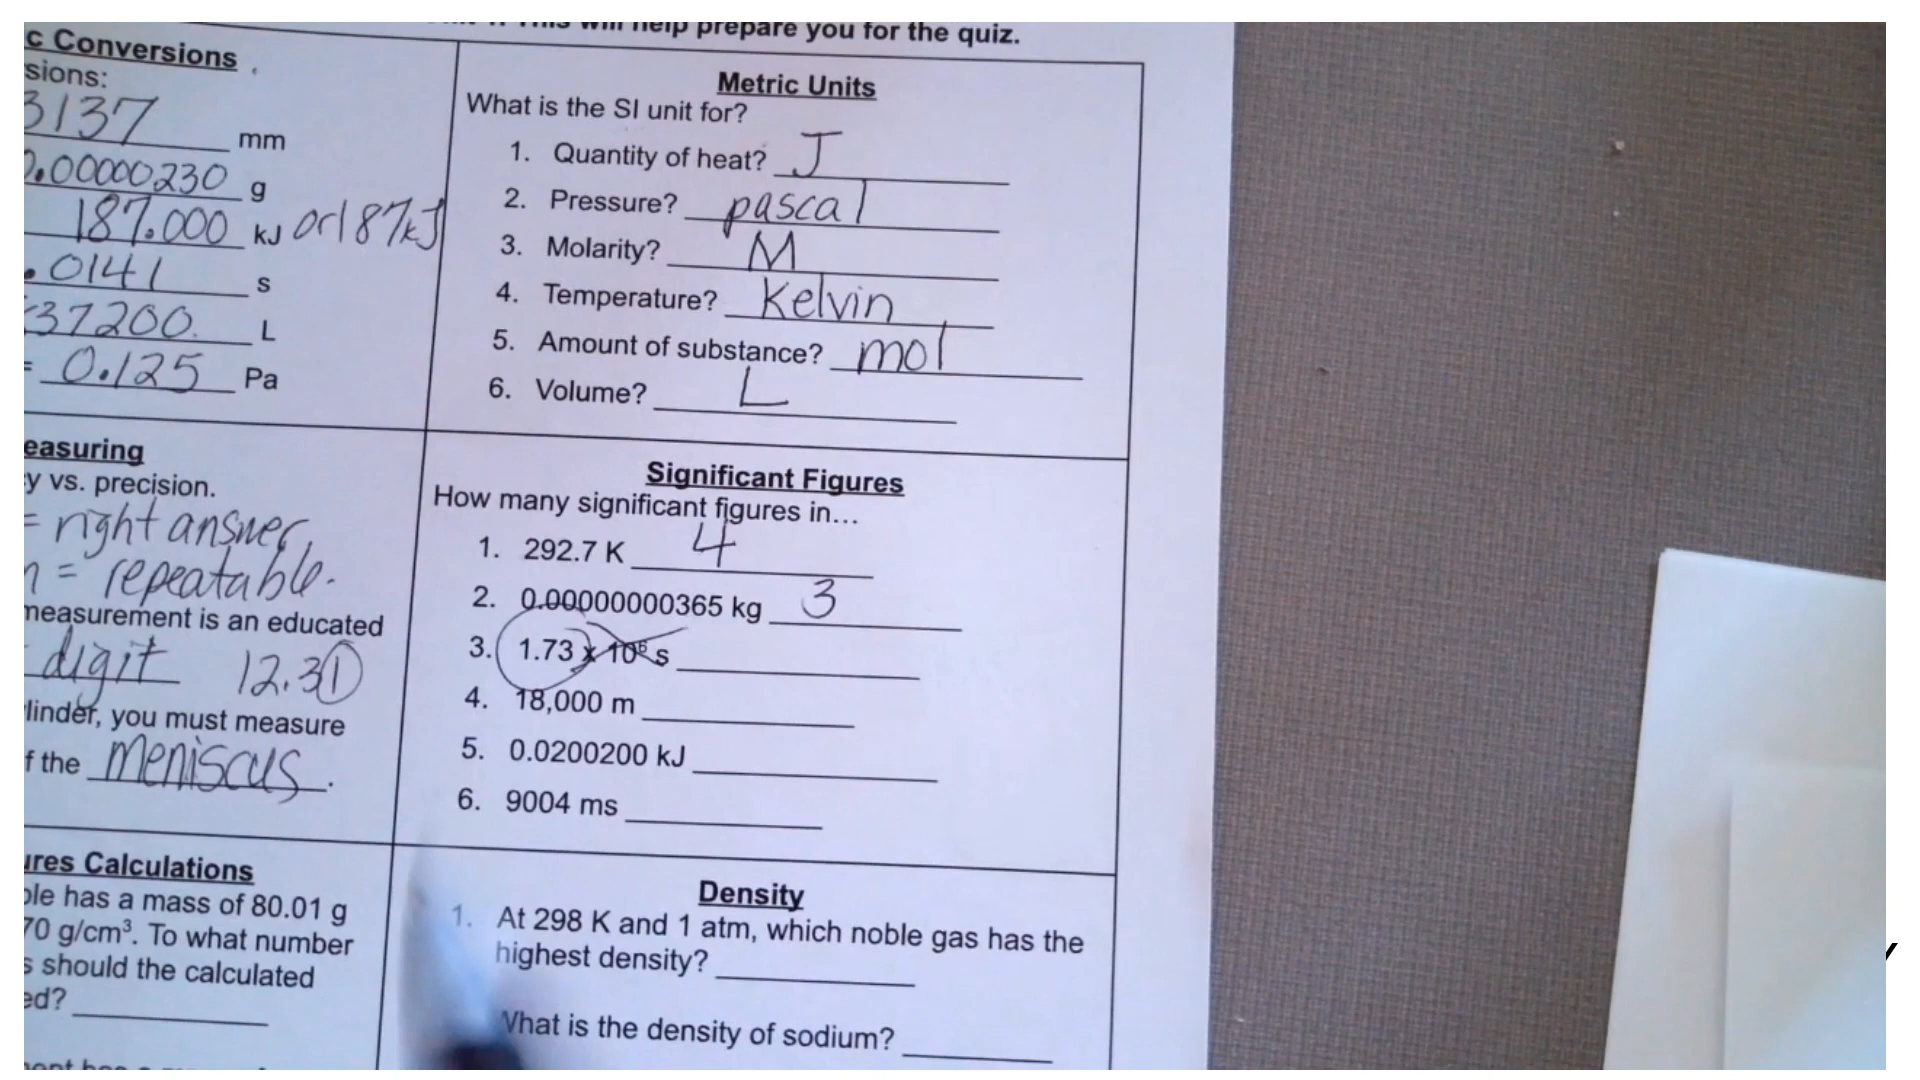 will help prepare you for the quiz.
c Conversions
sions:
3137 mm
0.00000230 g
187.000 kJ or 187kJ
.0141 s
37200. L
= 0.125 Pa
Metric Units
What is the SI unit for?
1. Quantity of heat? J
2. Pressure? pascal
3. Molarity? M
4. Temperature? Kelvin
5. Amount of substance? mol
6. Volume? L
easuring
y vs. precision.
= right answer
n = repeatable.
measurement is an educated
digit 12.31
linder, you must measure
f the meniscus.
Significant Figures
How many significant figures in...
1. 292.7 K 4
2. 0.00000000365 kg 3
3. 1.73 x 10⁶ s
4. 18,000 m
5. 0.0200200 kJ
6. 9004 ms
ures Calculations
ple has a mass of 80.01 g
70 g/cm³. To what number
s should the calculated
ed?
Density
1. At 298 K and 1 atm, which noble gas has the
highest density?
What is the density of sodium?